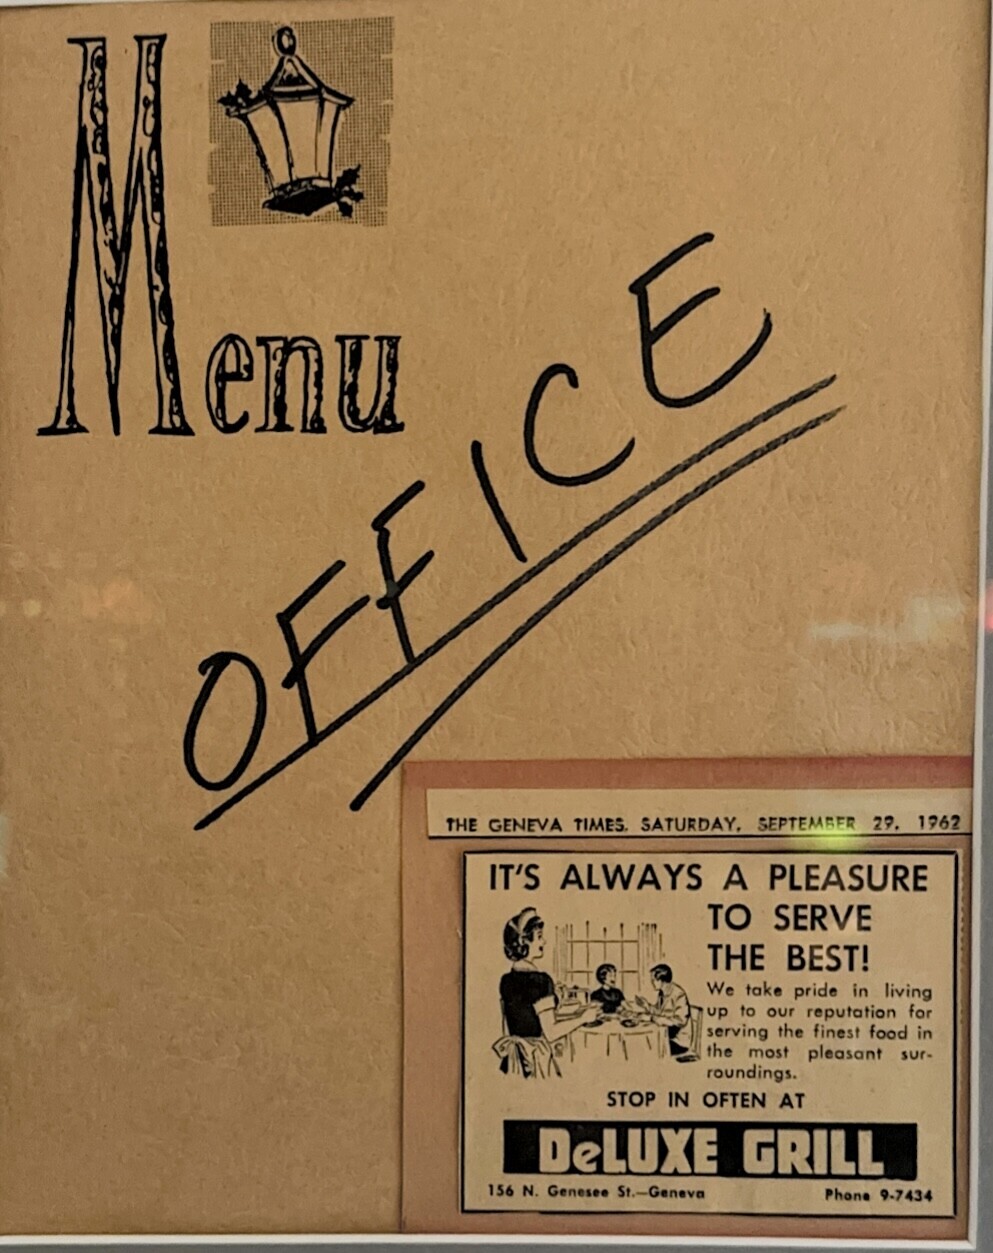 Menu
OFFICE
THE GENEVA TIMES. SATURDAY, SEPTEMBER 29, 1962
IT'S ALWAYS A PLEASURE
TO SERVE
THE BEST!
We take pride in living
up to our reputation for
serving the finest food in
the most pleasant sur-
roundings.
STOP IN OFTEN AT
DeLUXE GRILL
156 N. Genesee St.—Geneva Phone 9-7434